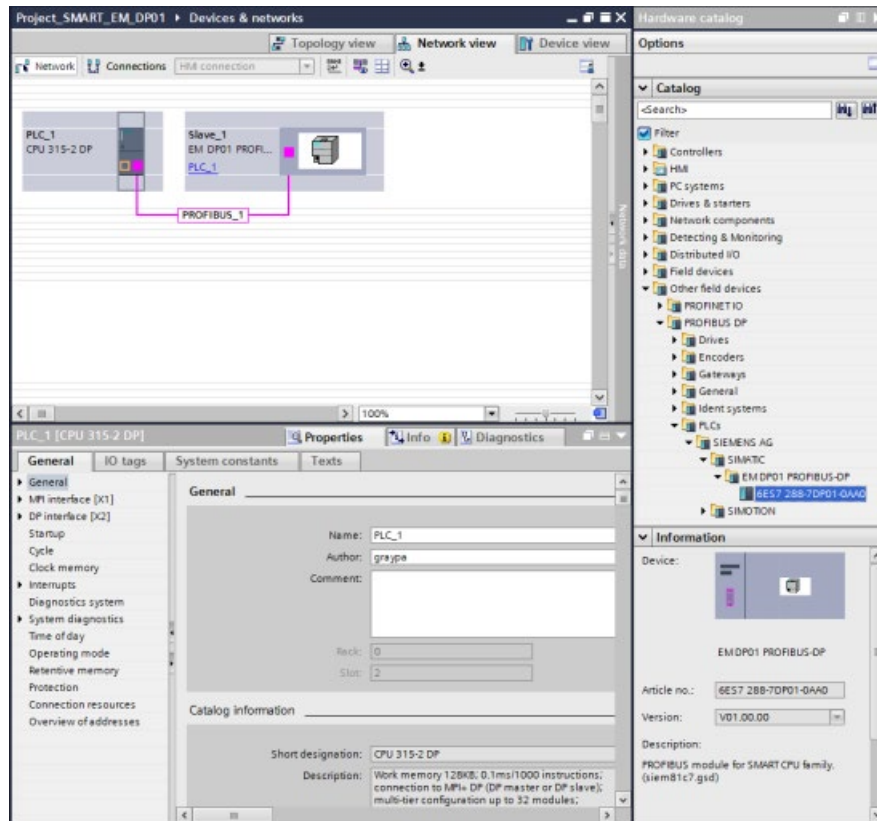 Project_SMART_EM_DP01 ▸ Devices & networks
Topology view
Network view
Device view
Network
Connections
HMI connection
PLC_1
CPU 315-2 DP
Slave_1
EM DP01 PROFI...
PLC_1
PROFIBUS_1
Network data
100%
PLC_1 [CPU 315-2 DP]
Properties
Info
Diagnostics
General
IO tags
System constants
Texts
General
MPI interface [X1]
DP interface [X2]
Startup
Cycle
Clock memory
Interrupts
Diagnostics system
System diagnostics
Time of day
Operating mode
Retentive memory
Protection
Connection resources
Overview of addresses
General
Name: PLC_1
Author: graypa
Comment:
Rack: 0
Slot: 2
Catalog information
Short designation: CPU 315-2 DP
Description: Work memory 128KB; 0.1ms/1000 instructions;
connection to MPI+ DP (DP master or DP slave);
multi-tier configuration up to 32 modules;
Hardware catalog
Options
Catalog
<Search>
Filter
Controllers
HMI
PC systems
Drives & starters
Network components
Detecting & Monitoring
Distributed I/O
Field devices
Other field devices
PROFINET IO
PROFIBUS DP
Drives
Encoders
Gateways
General
Ident systems
PLCs
SIEMENS AG
SIMATIC
EM DP01 PROFIBUS-DP
6ES7 288-7DP01-0AA0
SIMOTION
Information
Device:
EM DP01 PROFIBUS-DP
Article no.: 6ES7 288-7DP01-0AA0
Version: V01.00.00
Description:
PROFIBUS module for SMART CPU family.
(siem81c7.gsd)